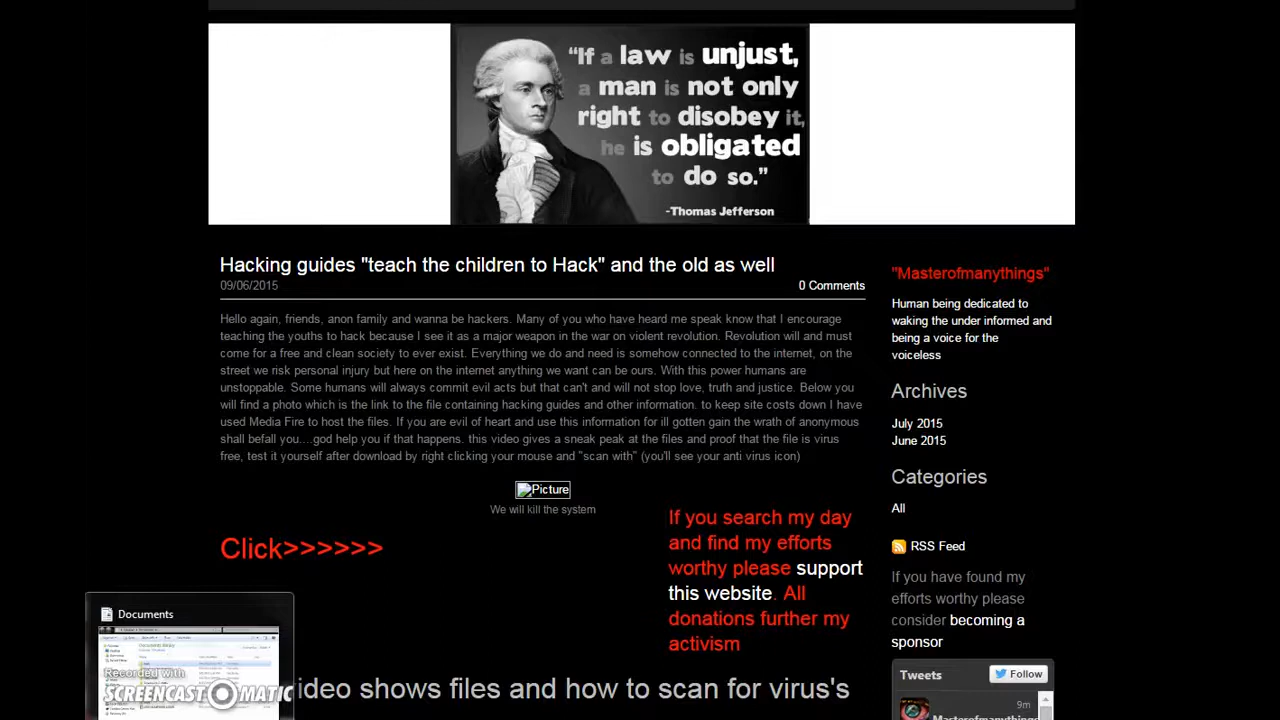 “If a law is unjust,
a man is not only
right to disobey it,
he is obligated
to do so.”
-Thomas Jefferson
Hacking guides "teach the children to Hack" and the old as well
09/06/2015
0 Comments
Hello again, friends, anon family and wanna be hackers. Many of you who have heard me speak know that I encourage
teaching the youths to hack because I see it as a major weapon in the war on violent revolution. Revolution will and must
come for a free and clean society to ever exist. Everything we do and need is somehow connected to the internet, on the
street we risk personal injury but here on the internet anything we want can be ours. With this power humans are
unstoppable. Some humans will always commit evil acts but that can't and will not stop love, truth and justice. Below you
will find a photo which is the link to the file containing hacking guides and other information. to keep site costs down I have
used Media Fire to host the files. If you are evil of heart and use this information for ill gotten gain the wrath of anonymous
shall befall you....god help you if that happens. this video gives a sneak peak at the files and proof that the file is virus
free, test it yourself after download by right clicking your mouse and "scan with" (you'll see your anti virus icon)
Picture
We will kill the system
Click>>>>>>
If you search my day
and find my efforts
worthy please support
this website. All
donations further my
activism
ideo shows files and how to scan for virus's
"Masterofmanythings"
Human being dedicated to
waking the under informed and
being a voice for the
voiceless
Archives
July 2015
June 2015
Categories
All
RSS Feed
If you have found my
efforts worthy please
consider becoming a
sponsor
Tweets
Follow
9m
Masterofmanythings
Documents
Recorded with
SCREENCAST MATIC